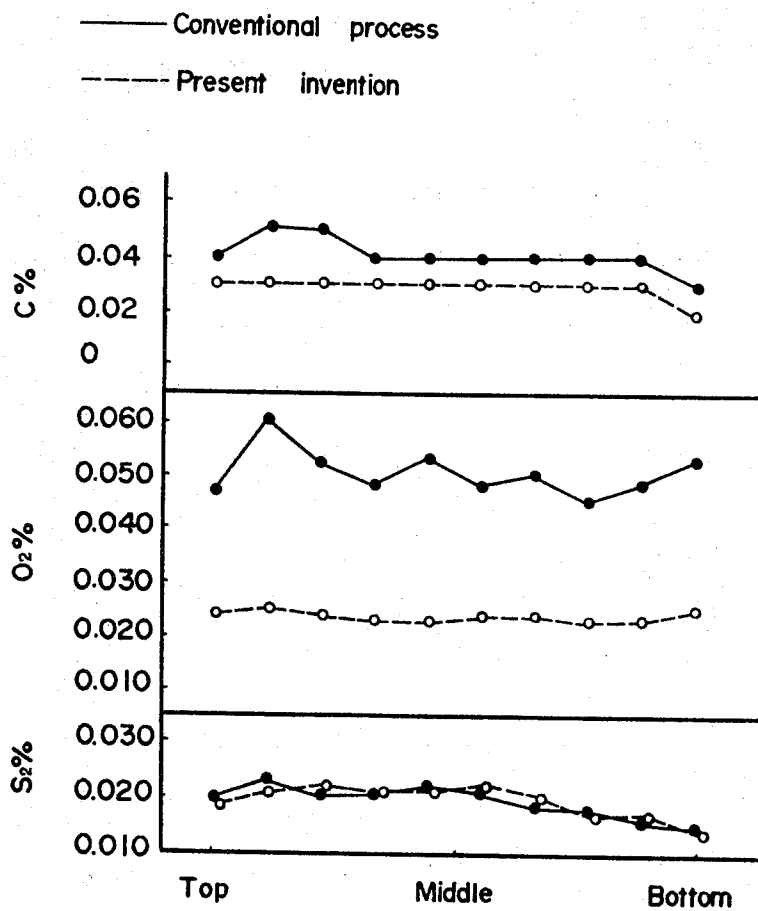 Conventional process
Present invention
C%
0.06
0.04
0.02
0
O2%
0.060
0.050
0.040
0.030
0.020
0.010
S2%
0.030
0.020
0.010
Top Middle Bottom